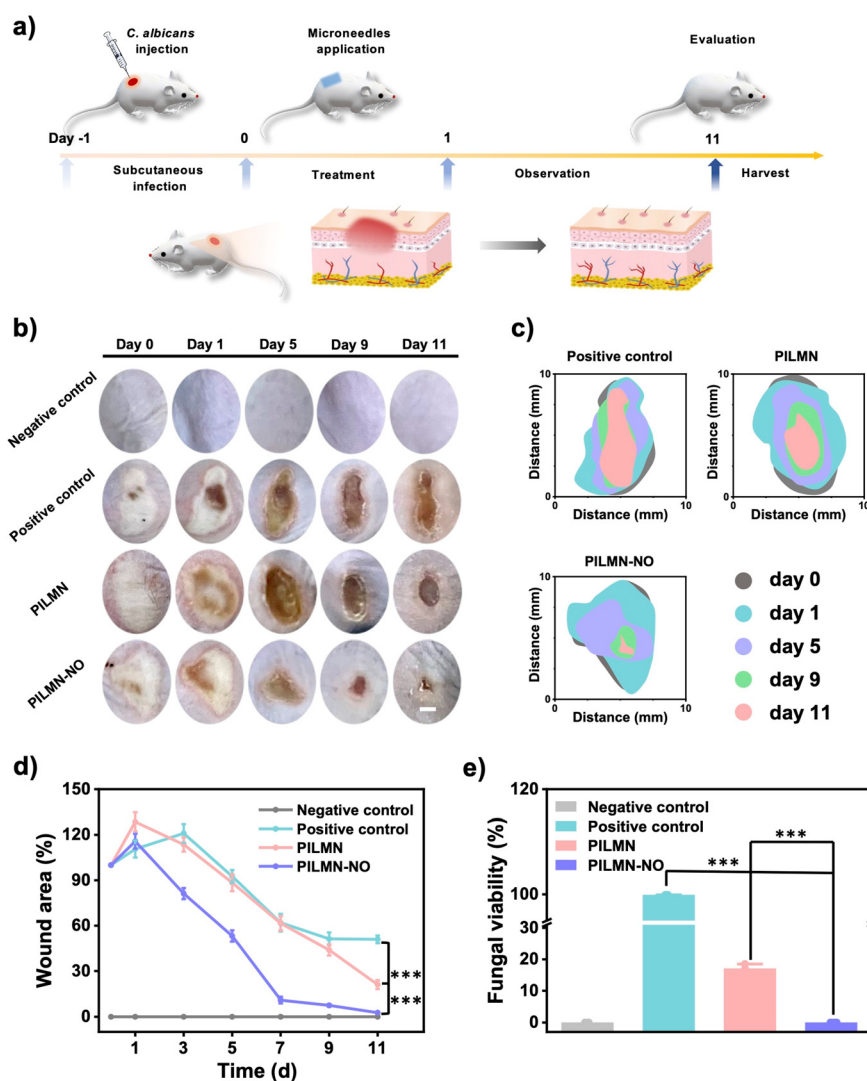 a)
C. albicans
injection
Microneedles
application
Evaluation
Day -1
0
1
11
Subcutaneous
infection
Treatment
Observation
Harvest
b)
Day 0 Day 1 Day 5 Day 9 Day 11
Negative control
Positive control
PILMN
PILMN-NO
c)
Positive control
10
Distance (mm)
0
0 10
Distance (mm)
PILMN
10
Distance (mm)
0
0 10
Distance (mm)
PILMN-NO
10
Distance (mm)
0
0 10
Distance (mm)
day 0
day 1
day 5
day 9
day 11
d)
Wound area (%)
150
120
90
60
30
0
Negative control
Positive control
PILMN
PILMN-NO
***
***
1 3 5 7 9 11
Time (d)
e)
Fungal viability (%)
120
100
30
20
10
0
Negative control
Positive control
PILMN
PILMN-NO
***
***